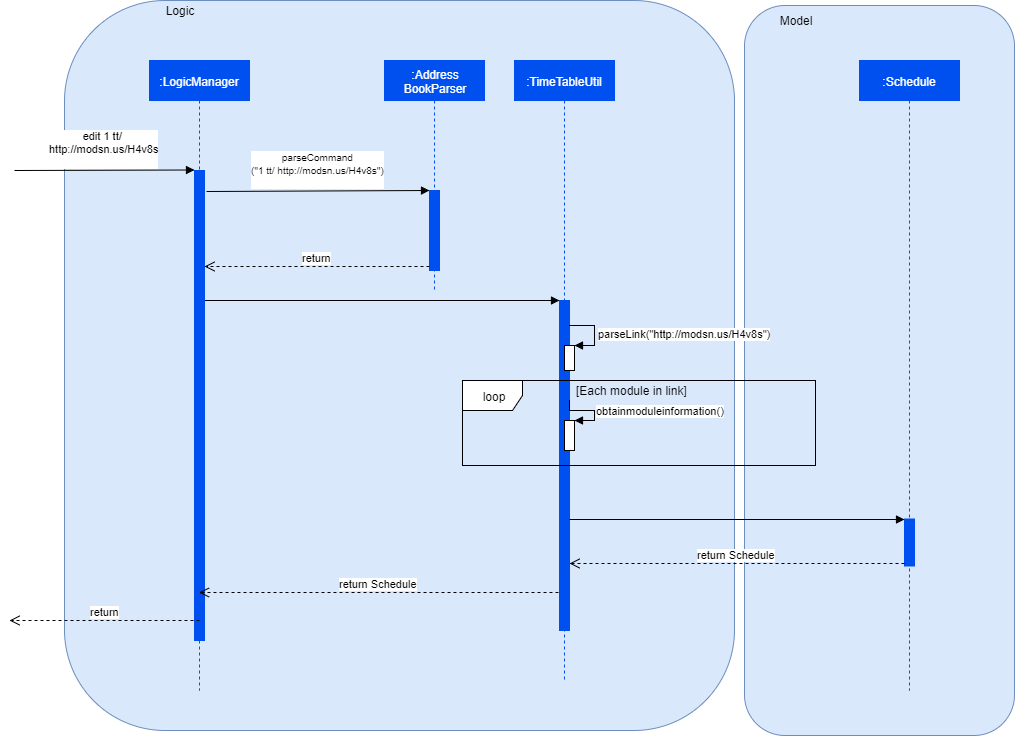 Logic
Model
:LogicManager
:Address
BookParser
:TimeTableUtil
:Schedule
edit 1 tt/
http://modsn.us/H4v8s
parseCommand
("1 tt/ http://modsn.us/H4v8s")
return
parseLink("http://modsn.us/H4v8s")
loop
[Each module in link]
obtainmoduleinformation()
return Schedule
return Schedule
return